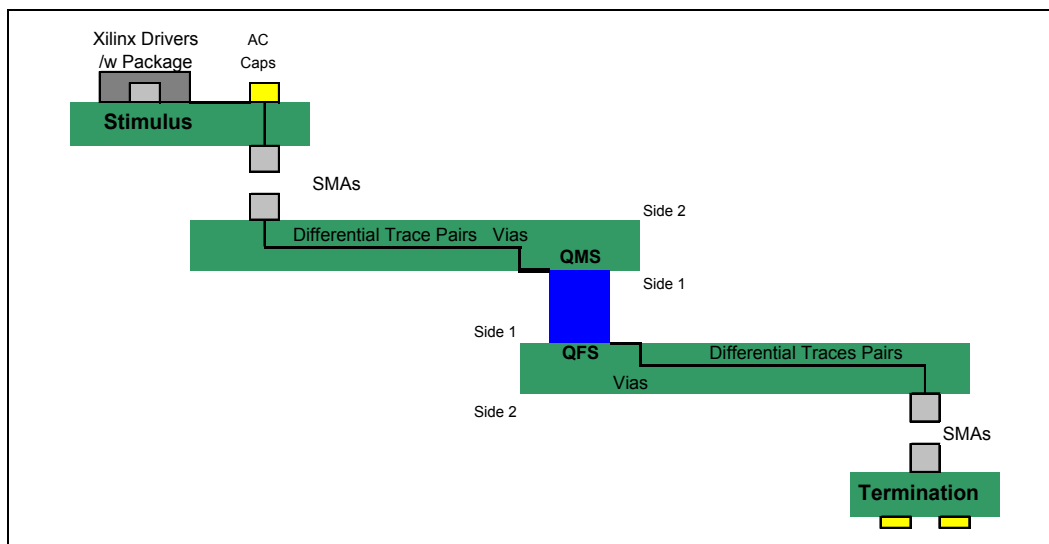 Xilinx Drivers
/w Package
AC
Caps
Stimulus
SMAs
Side 2
Differential Trace Pairs Vias
QMS
Side 1
Side 1
QFS
Differential Traces Pairs
Vias
Side 2
SMAs
Termination